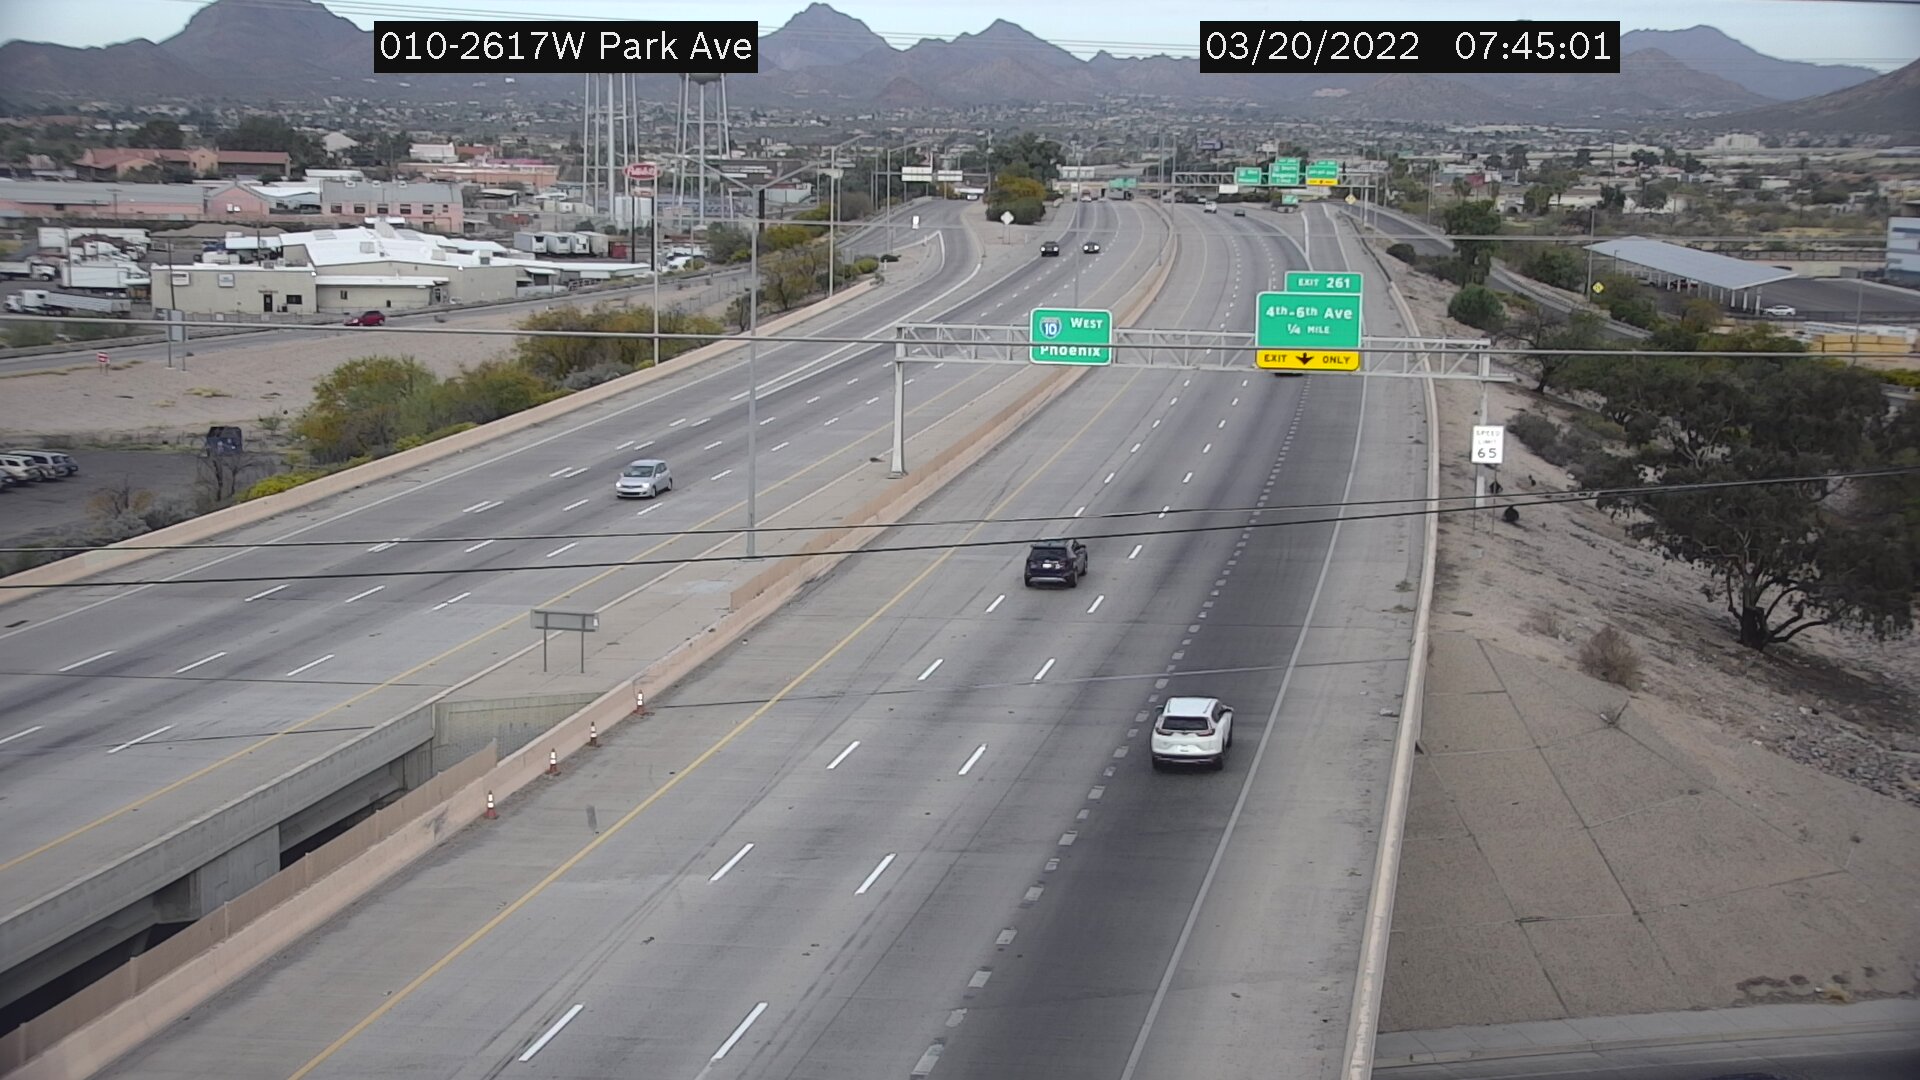 010-2617W Park Ave
03/20/2022 07:45:01
EXIT 261
4th-6th Ave
1/4 MILE
EXIT ONLY
10 WEST
Phoenix
SPEED
LIMIT
65